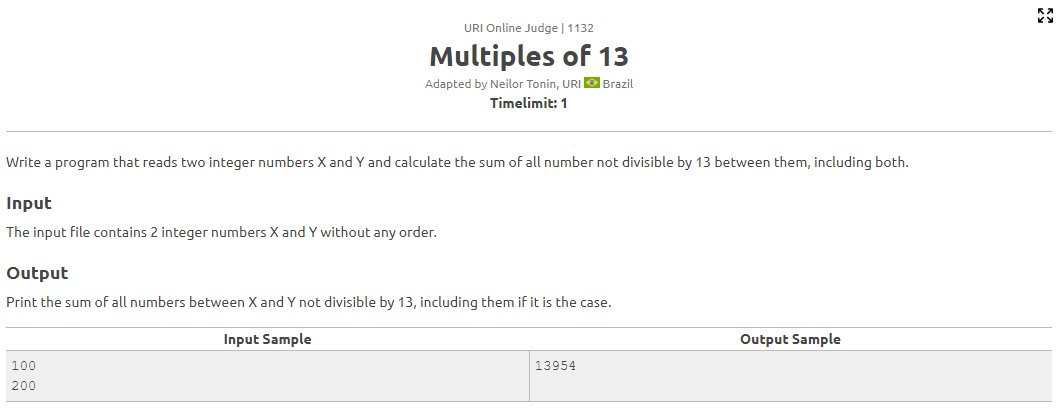 URI Online Judge | 1132
Multiples of 13
Adapted by Neilor Tonin, URI Brazil
Timelimit: 1
Write a program that reads two integer numbers X and Y and calculate the sum of all number not divisible by 13 between them, including both.
Input
The input file contains 2 integer numbers X and Y without any order.
Output
Print the sum of all numbers between X and Y not divisible by 13, including them if it is the case.
Input Sample Output Sample
100 13954
200